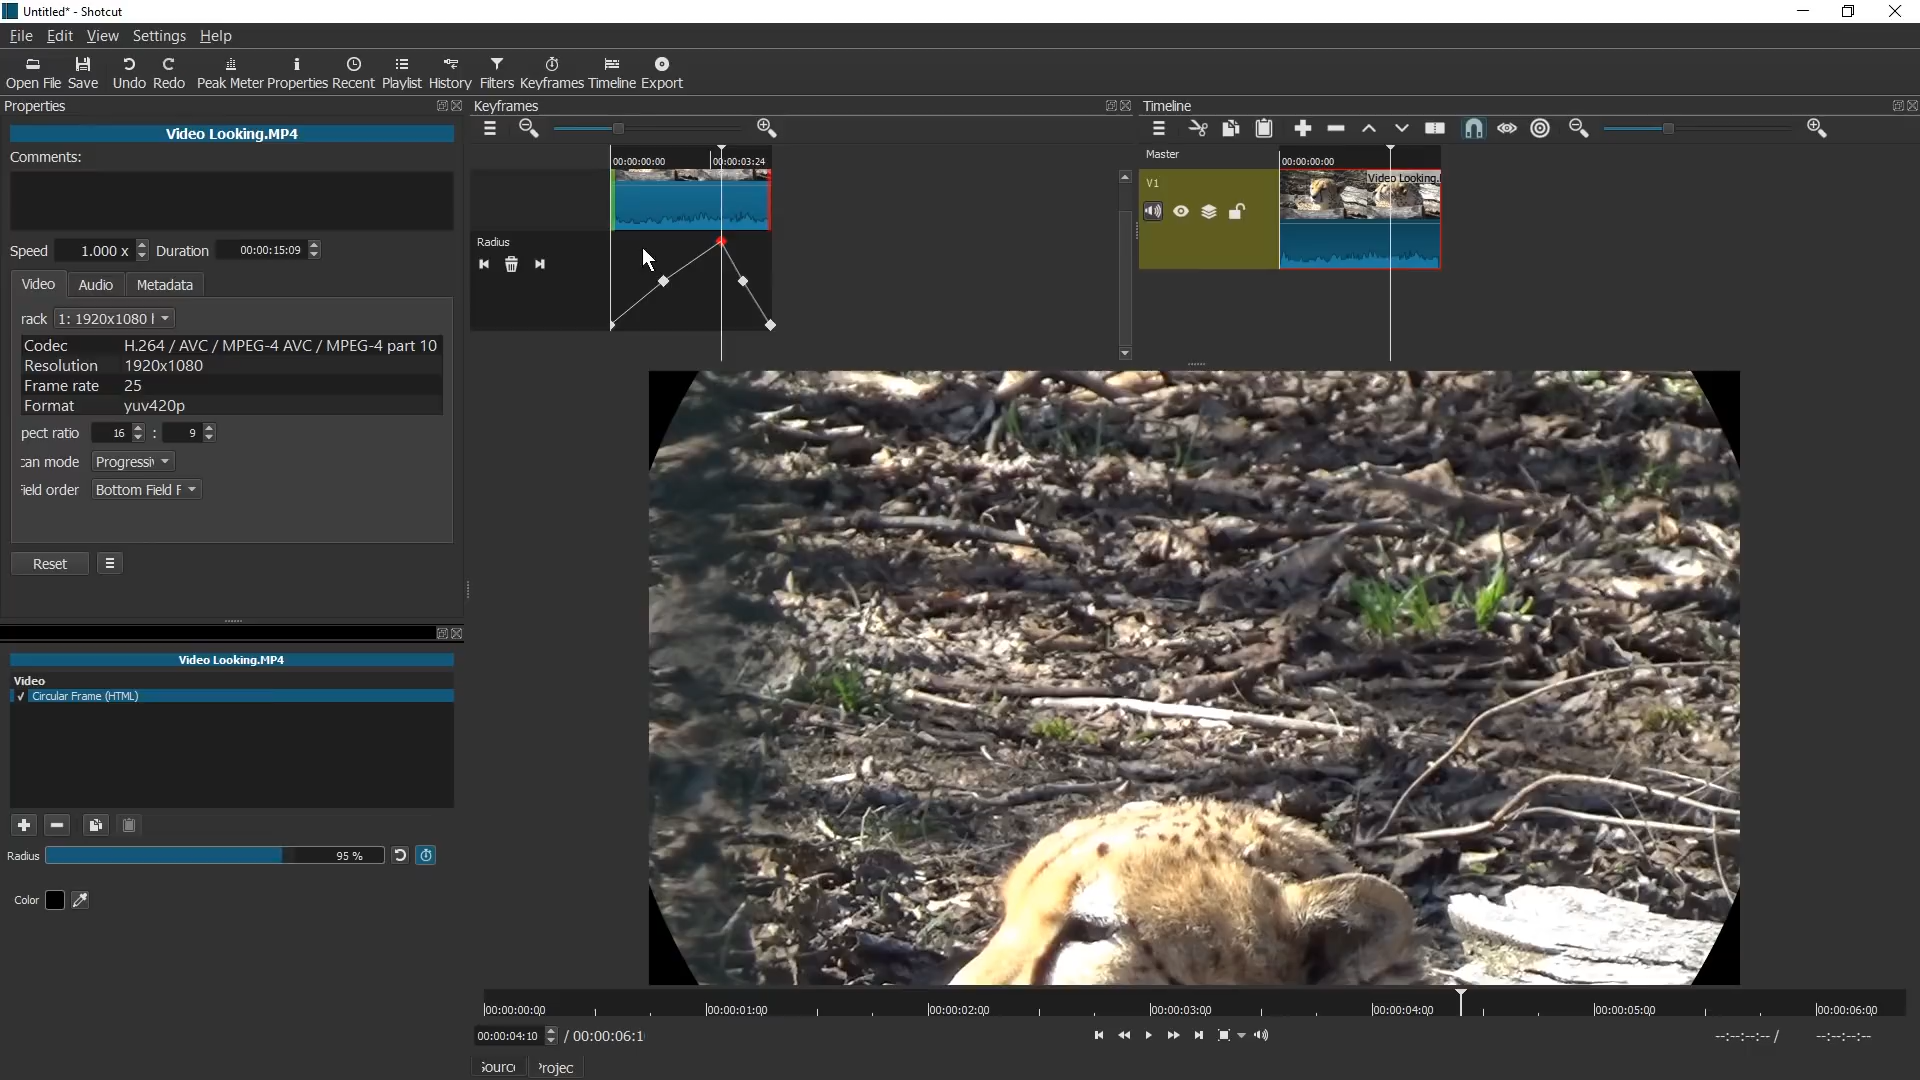 Untitled* - Shotcut
File Edit View Settings Help
Open File Save Undo Redo Peak Meter Properties Recent Playlist History Filters Keyframes Timeline Export
Properties
Video Looking.MP4
Comments:
Speed 1.000 x Duration 00:00:15:09
Video Audio Metadata
rack 1: 1920x1080 
Codec H.264 / AVC / MPEG-4 AVC / MPEG-4 part 10
Resolution 1920x1080
Frame rate 25
Format yuv420p
pect ratio 16 : 9
can mode Progressi
ield order Bottom Field F
Reset
Video Looking.MP4
Video
Circular Frame (HTML)
Radius 95 %
Color
Keyframes
00:00:00:00 00:00:03:24
Radius
Timeline
Master
00:00:00:00
V1
Video Looking.
00:00:00:00 00:00:01:00 00:00:02:00 00:00:03:00 00:00:04:00 00:00:05:00 00:00:06:00
00:00:04:10 / 00:00:06:1
--:--:--:-- / --:--:--:--
Sourc Projec